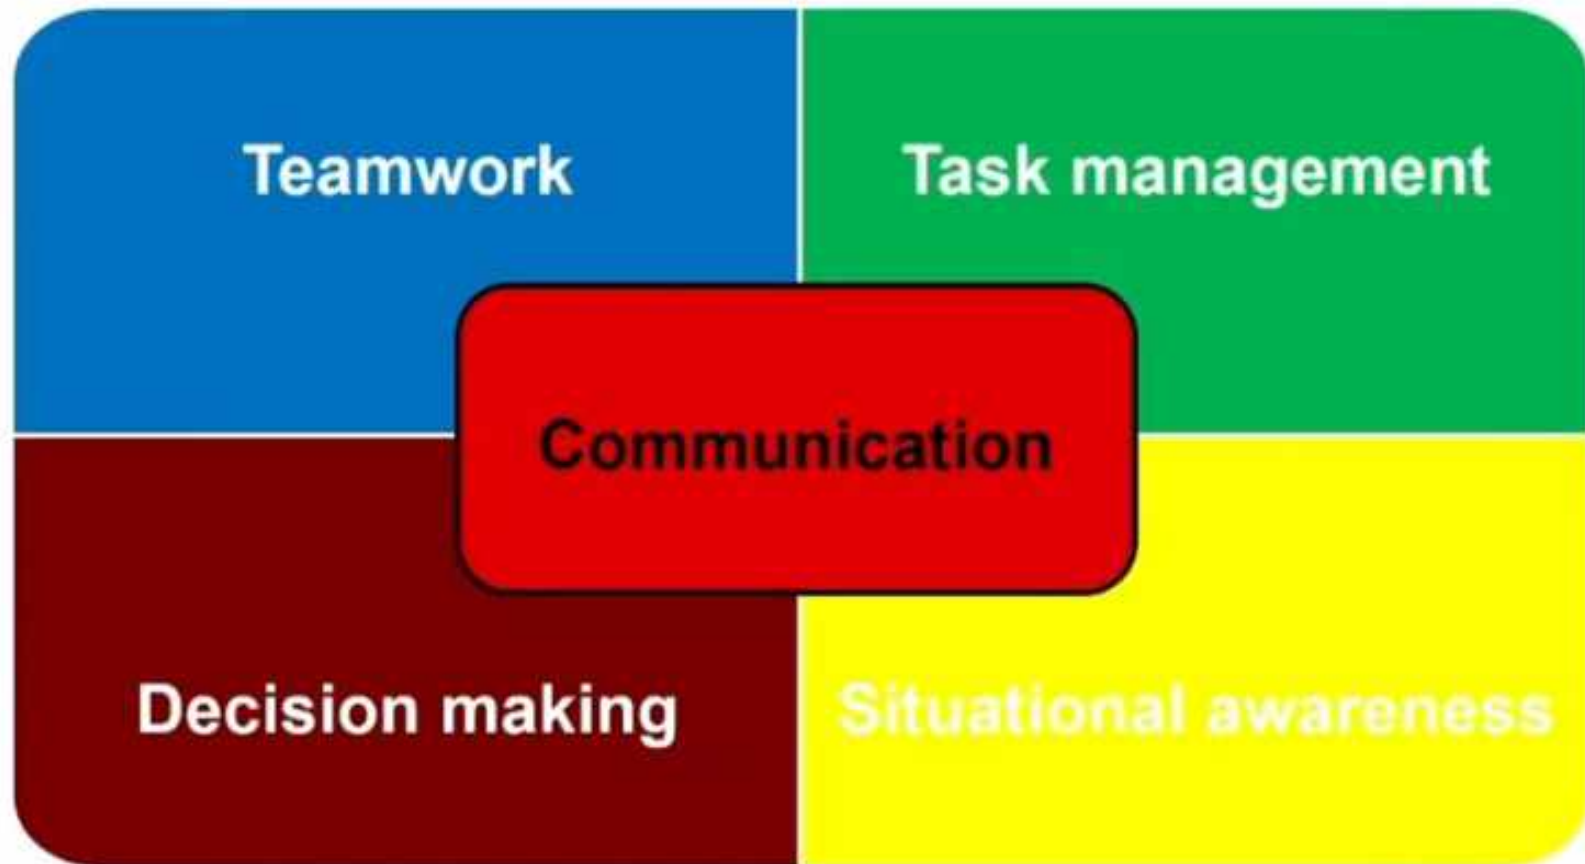 Teamwork
Task management
Communication
Decision making
Situational awareness